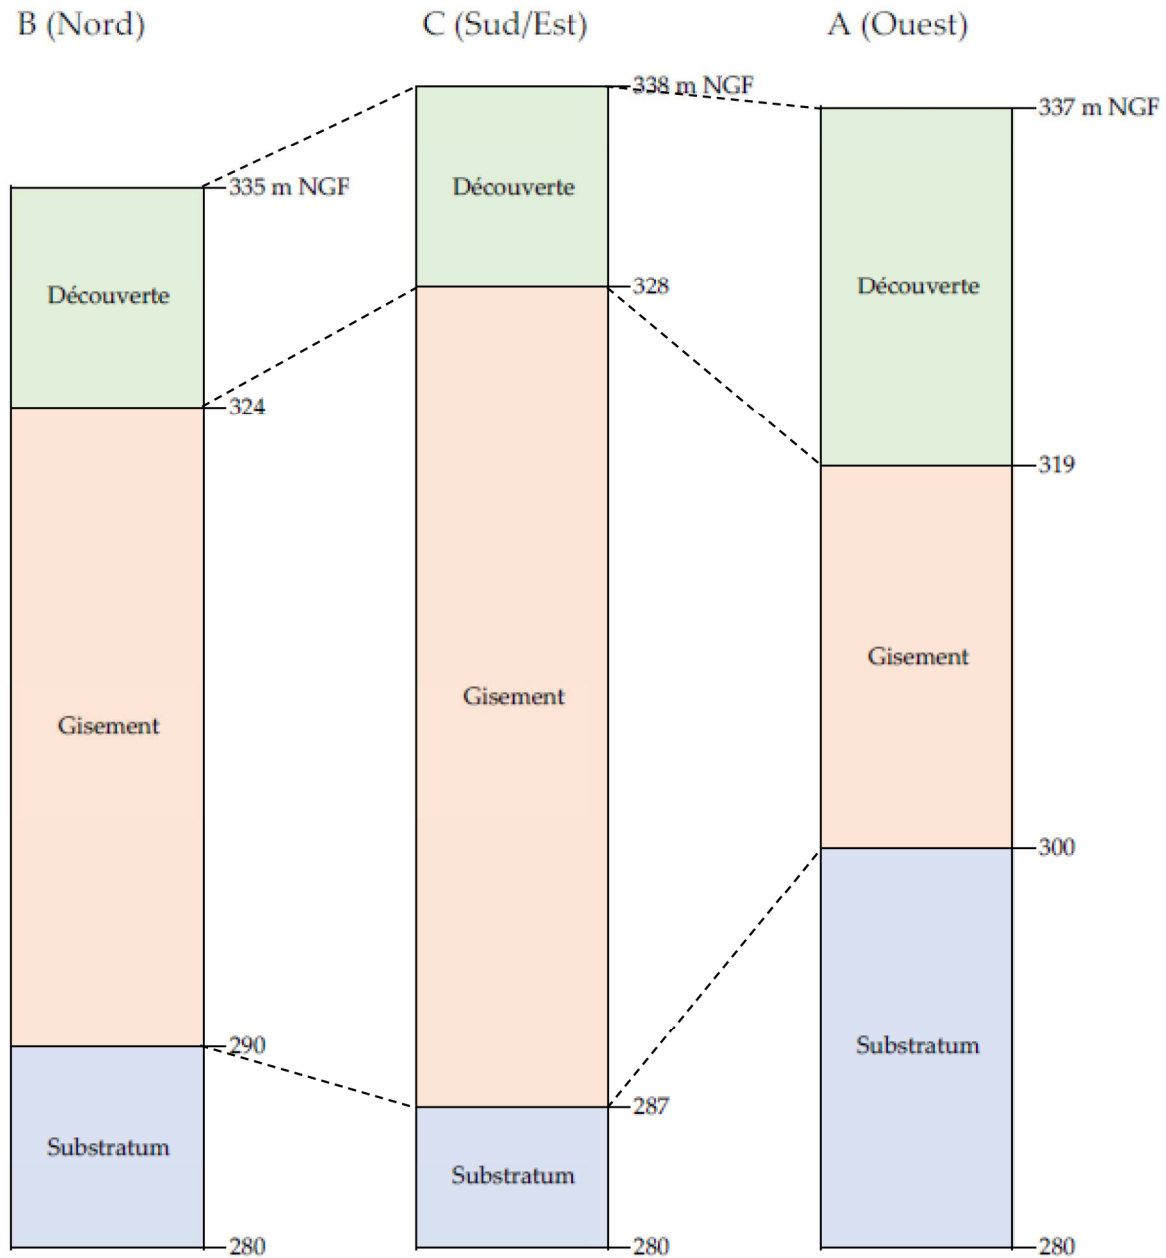 B (Nord)
C (Sud/Est)
A (Ouest)
338 m NGF
337 m NGF
335 m NGF
Découverte
Découverte
Découverte
328
324
319
Gisement
Gisement
Gisement
300
290
287
Substratum
Substratum
Substratum
280
280
280